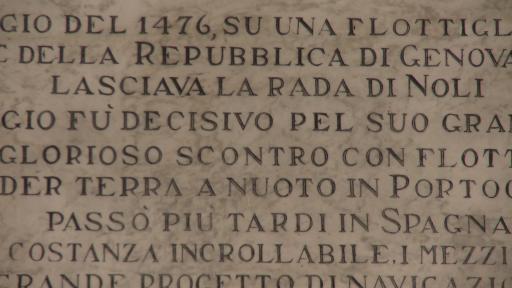 GIO DEL 1476, SU UNA FLOTTIGL
E DELLA REPUBBLICA DI GENOVA
LASCIAVA LA RADA DI NOLI
GIO FÙ DECISIVO PEL SUO GRAN
GLORIOSO SCONTRO CON FLOTT
DER TERRA A NUOTO IN PORTOG
PASSÒ PIÙ TARDI IN SPAGNA
COSTANZA INCROLLABILE. I MEZZI
GRANDE PROGETTO DI NAVIGAZIO